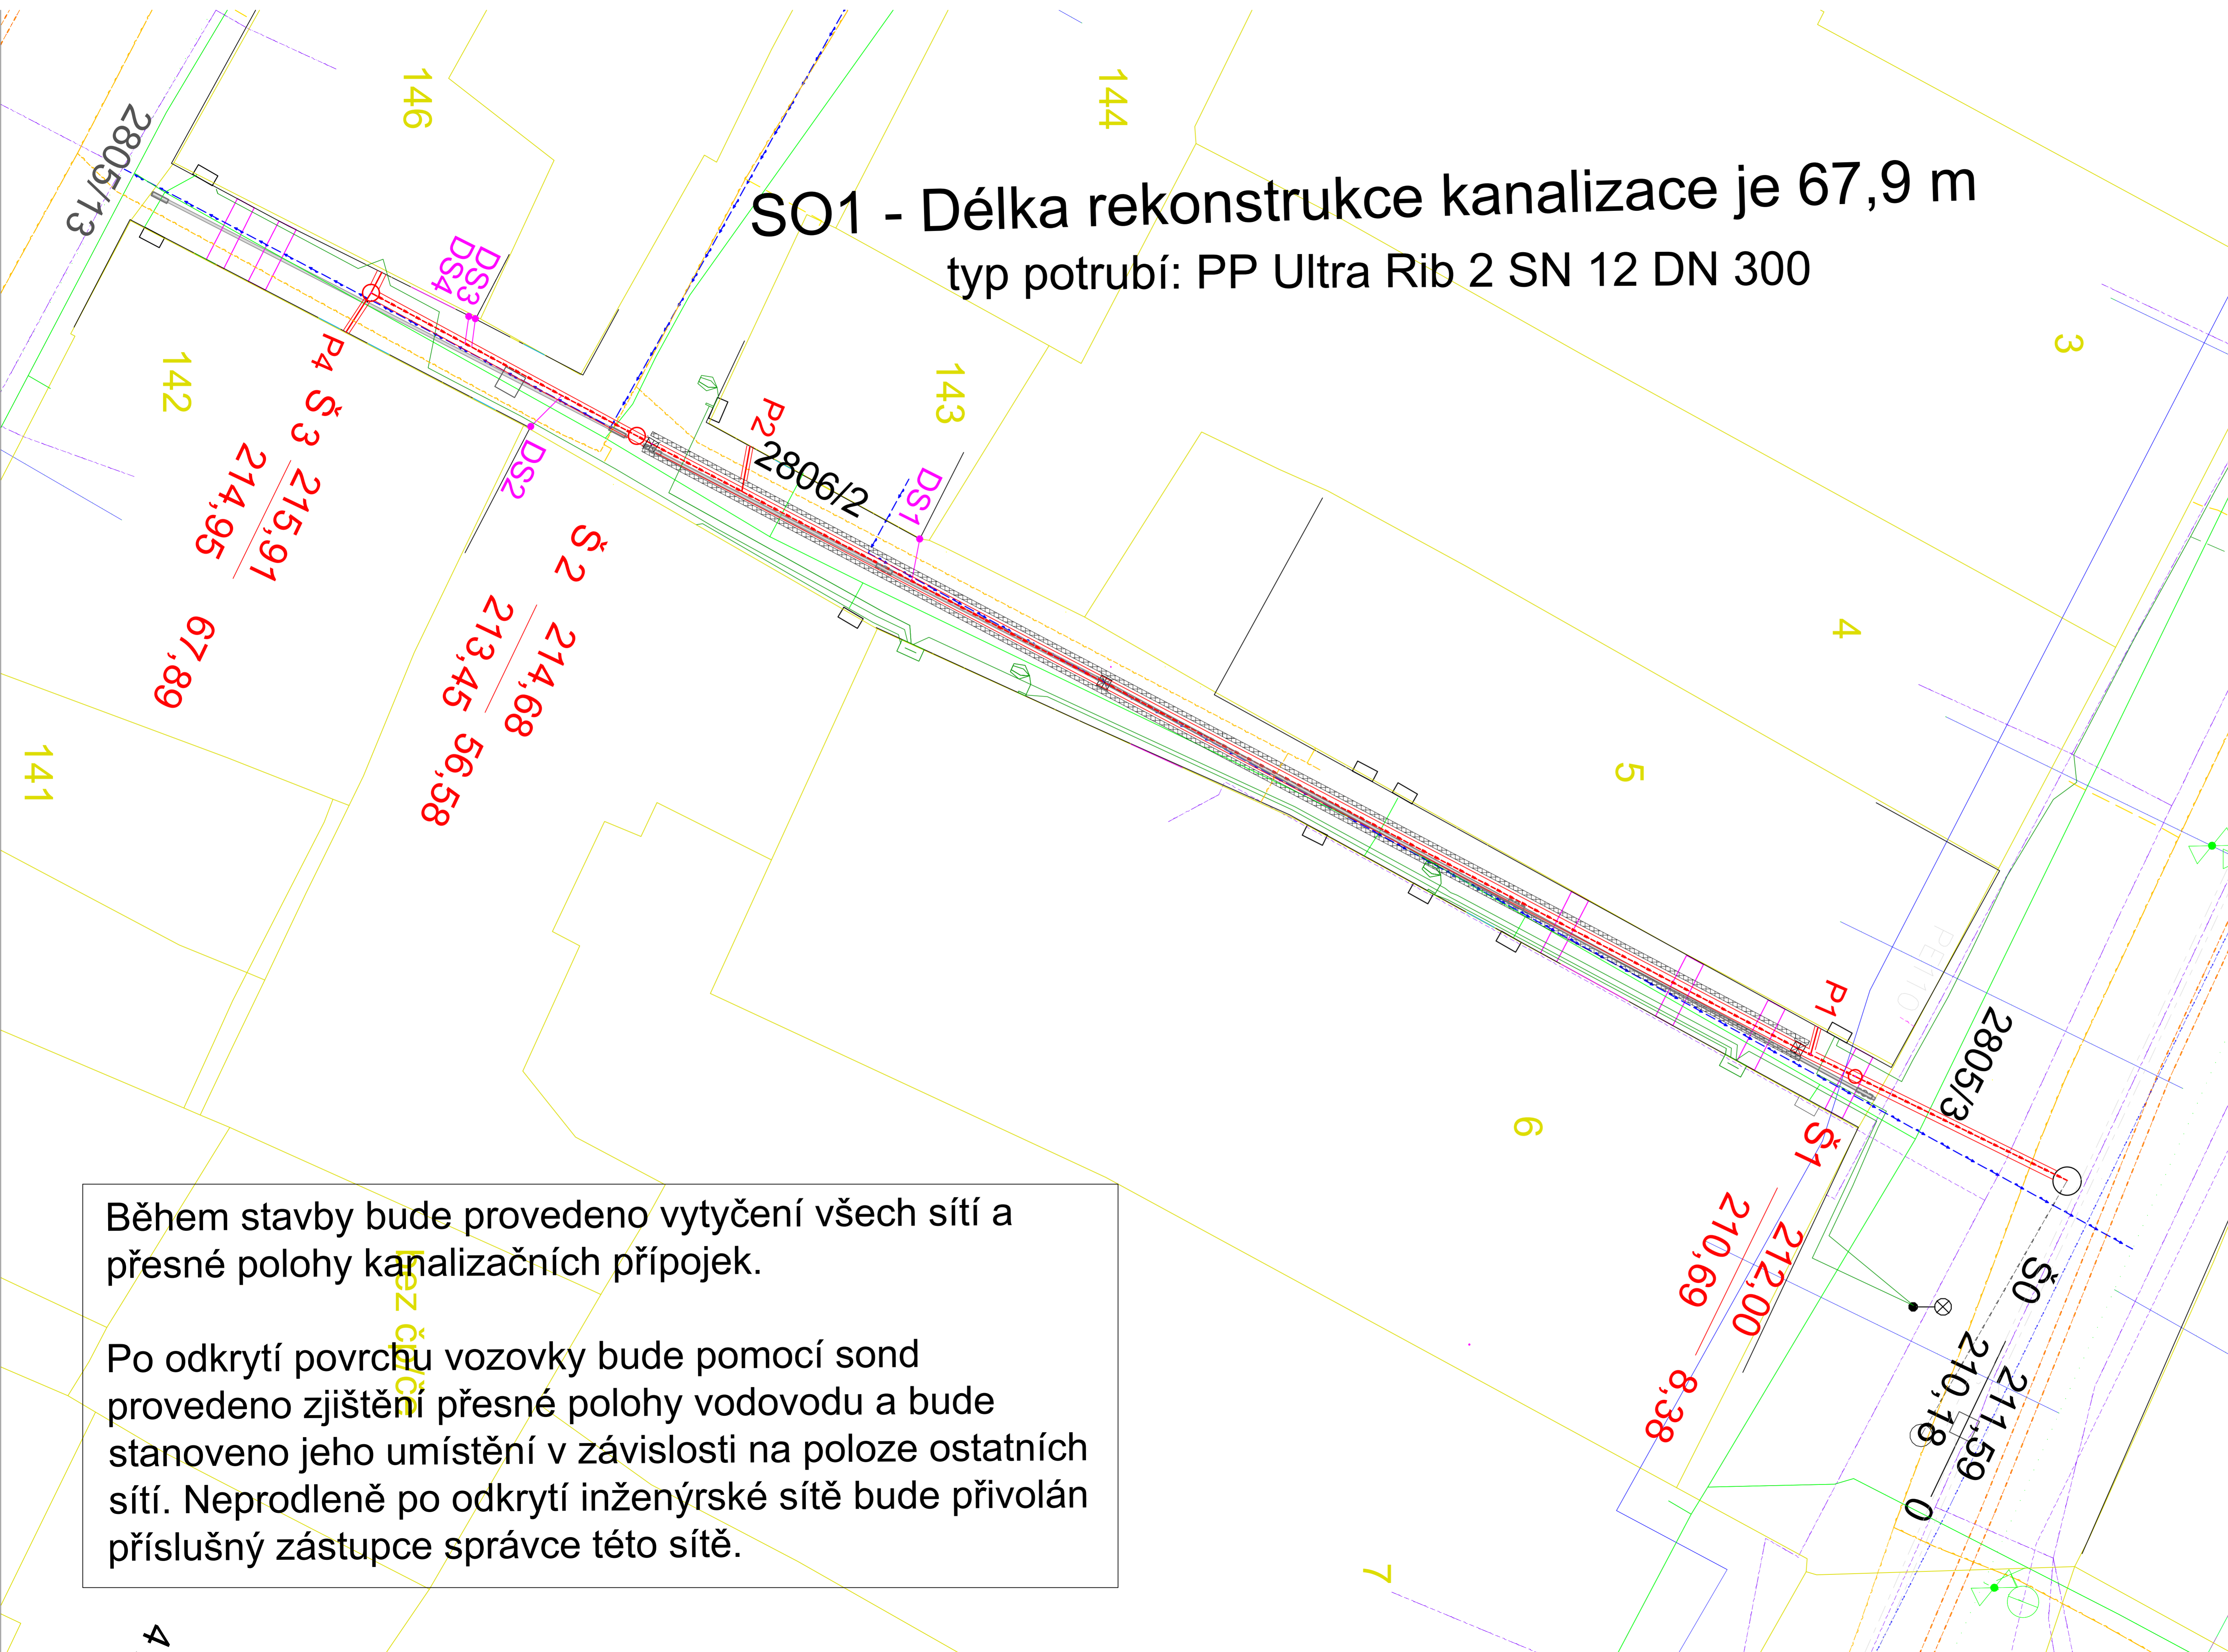 SO1 - Délka rekonstrukce kanalizace je 67,9 m
typ potrubí: PP Ultra Rib 2 SN 12 DN 300
146
144
2805/13
DS3
DS4
3
P4
142
143
P2
2806/2
DS1
DS2
Š 3
215,91
214,95
67,89
Š 2
214,68
213,45
56,58
4
5
141
PE110
P1
2805/3
6
Š1
212,00
210,69
8,38
Š0
211,59
210,18
0
Během stavby bude provedeno vytyčení všech sítí a
přesné polohy kanalizačních přípojek.
bez čp/če
Po odkrytí povrchu vozovky bude pomocí sond
provedeno zjištění přesné polohy vodovodu a bude
stanoveno jeho umístění v závislosti na poloze ostatních
sítí. Neprodleně po odkrytí inženýrské sítě bude přivolán
příslušný zástupce správce této sítě.
7
4